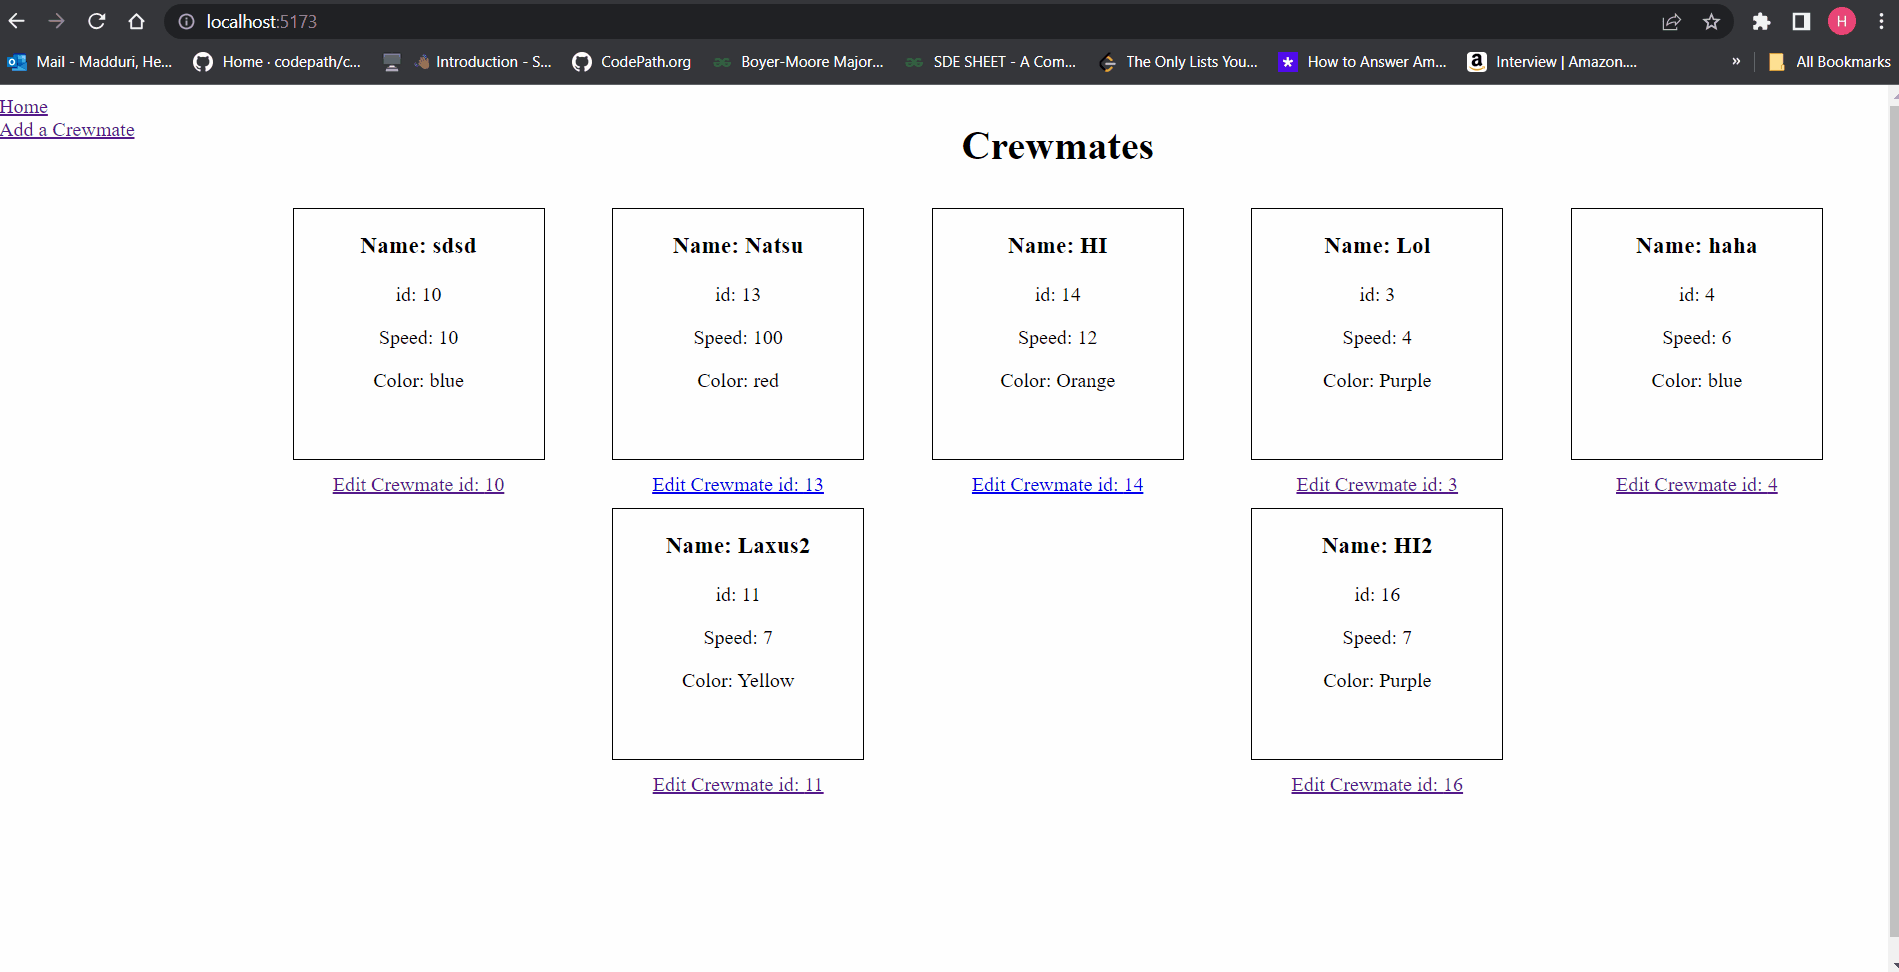 localhost:5173
H
Mail - Madduri, He...
Home · codepath/c...
Introduction - S...
CodePath.org
Boyer-Moore Major...
SDE SHEET - A Com...
The Only Lists You...
How to Answer Am...
Interview | Amazon....
»
All Bookmarks
Home
Add a Crewmate
Crewmates
Name: sdsd
id: 10
Speed: 10
Color: blue
Edit Crewmate id: 10
Name: Natsu
id: 13
Speed: 100
Color: red
Edit Crewmate id: 13
Name: HI
id: 14
Speed: 12
Color: Orange
Edit Crewmate id: 14
Name: Lol
id: 3
Speed: 4
Color: Purple
Edit Crewmate id: 3
Name: haha
id: 4
Speed: 6
Color: blue
Edit Crewmate id: 4
Name: Laxus2
id: 11
Speed: 7
Color: Yellow
Edit Crewmate id: 11
Name: HI2
id: 16
Speed: 7
Color: Purple
Edit Crewmate id: 16